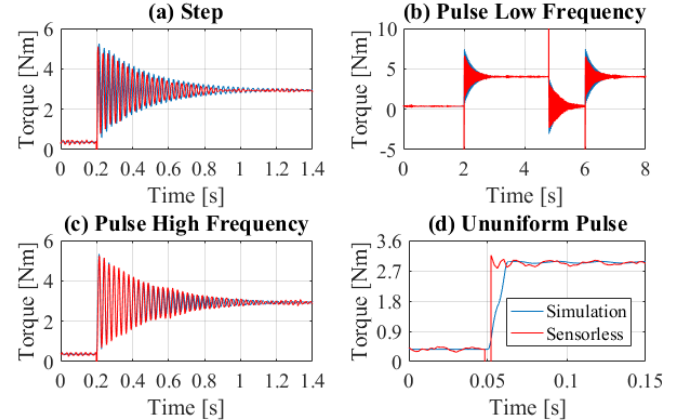 (a) Step
Torque [Nm]
6
4
2
0
0 0.2 0.4 0.6 0.8 1 1.2 1.4
Time [s]
(b) Pulse Low Frequency
Torque [Nm]
10
5
0
-5
0 2 4 6 8
Time [s]
(c) Pulse High Frequency
Torque [Nm]
6
4
2
0
0 0.2 0.4 0.6 0.8 1 1.2 1.4
Time [s]
(d) Ununiform Pulse
Torque [Nm]
3.6
2.7
1.8
0.9
0
Simulation
Sensorless
0 0.05 0.1 0.15
Time [s]